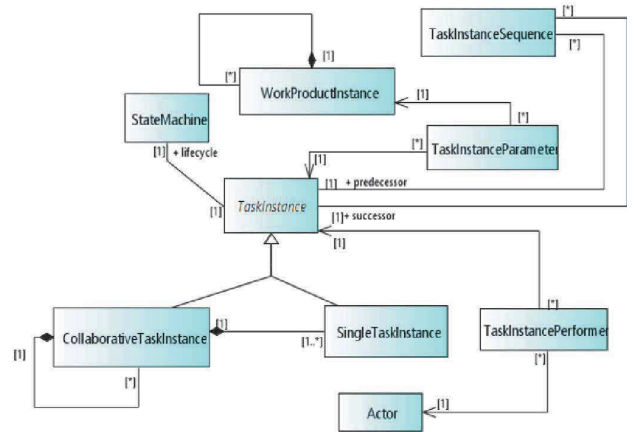 [*]
TaskInstanceSequence
[*]
[1]
[*]
WorkProductInstance
[1]
StateMachine
[*]
TaskInstanceParameter
[*]
[1] + lifecycle
[1]
[1] + predecessor
TaskInstance
[1]
[1]+ successor
[1]
[*]
CollaborativeTaskInstance
[1]
SingleTaskInstance
TaskInstancePerformer
[1]
[1..*]
[*]
[*]
[1]
Actor